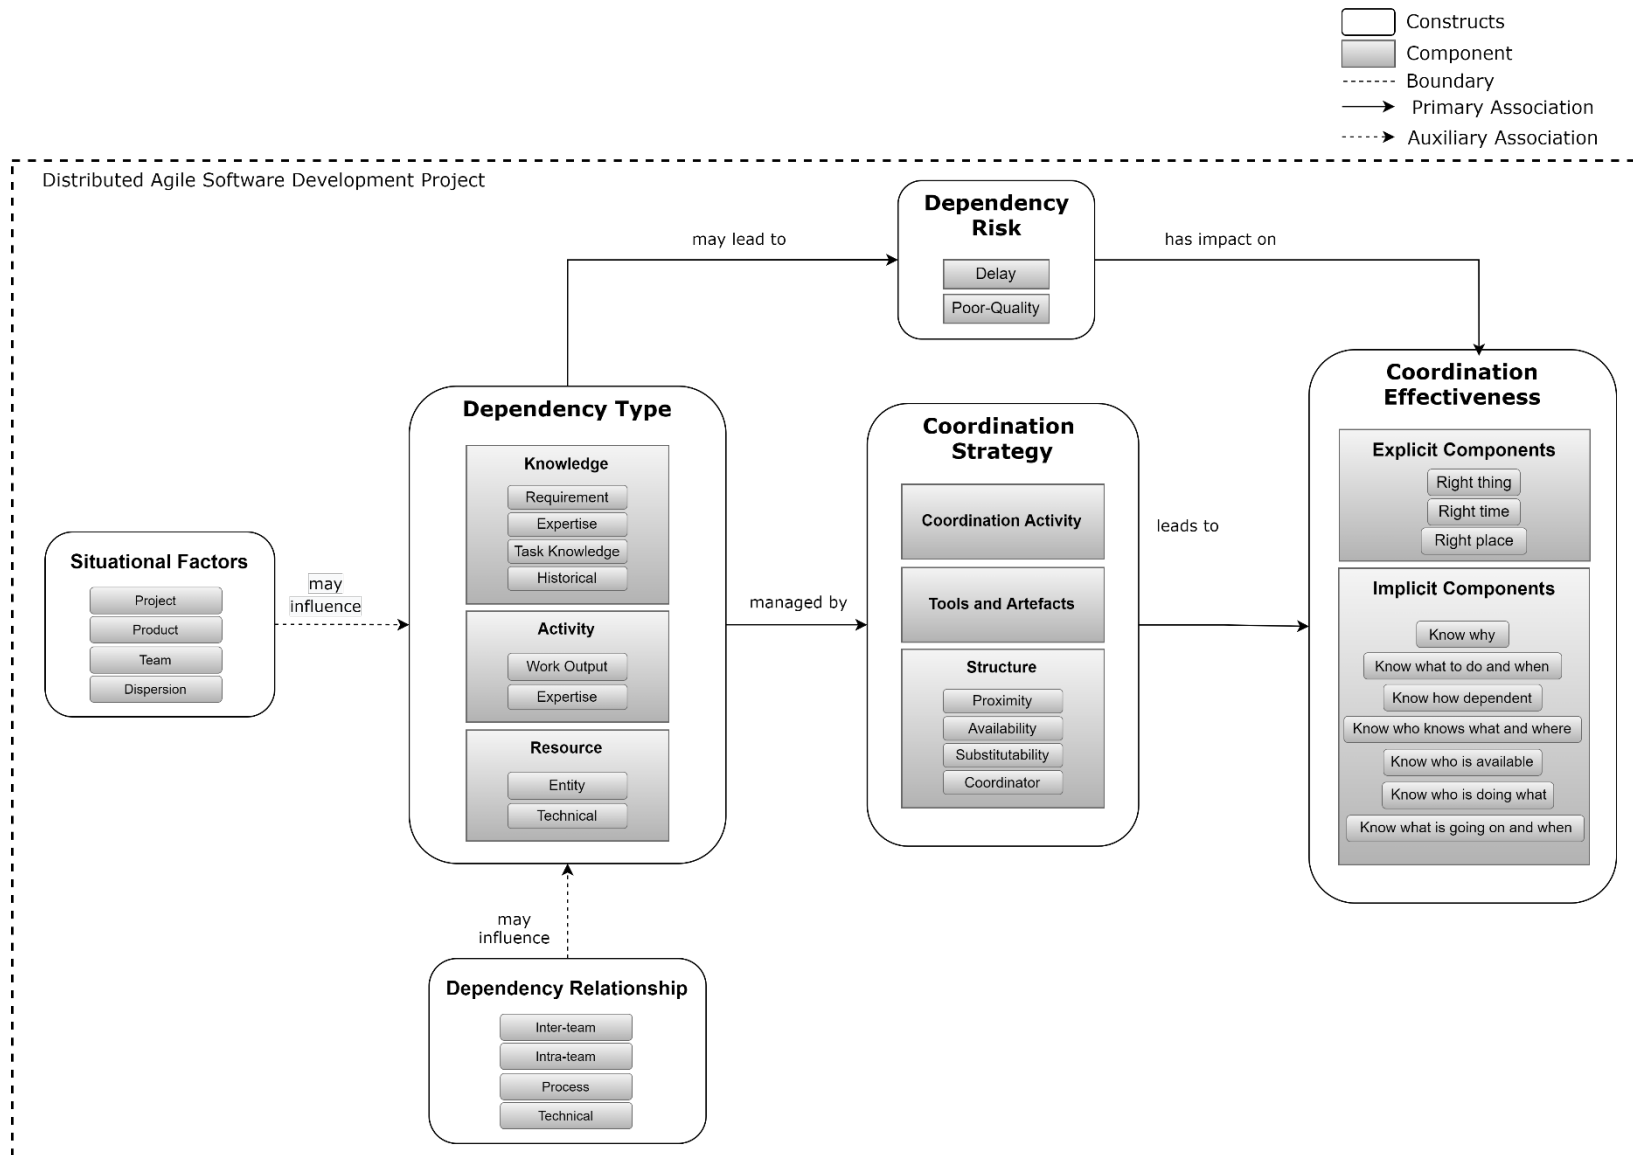 Constructs
Component
Boundary
Primary Association
Auxiliary Association
Distributed Agile Software Development Project
Dependency
Risk
Delay
Poor-Quality
may lead to
has impact on
Situational Factors
Project
Product
Team
Dispersion
may
influence
Dependency Type
Knowledge
Requirement
Expertise
Task Knowledge
Historical
Activity
Work Output
Expertise
Resource
Entity
Technical
managed by
Coordination
Strategy
Coordination Activity
Tools and Artefacts
Structure
Proximity
Availability
Substitutability
Coordinator
leads to
Coordination
Effectiveness
Explicit Components
Right thing
Right time
Right place
Implicit Components
Know why
Know what to do and when
Know how dependent
Know who knows what and where
Know who is available
Know who is doing what
Know what is going on and when
may
influence
Dependency Relationship
Inter-team
Intra-team
Process
Technical